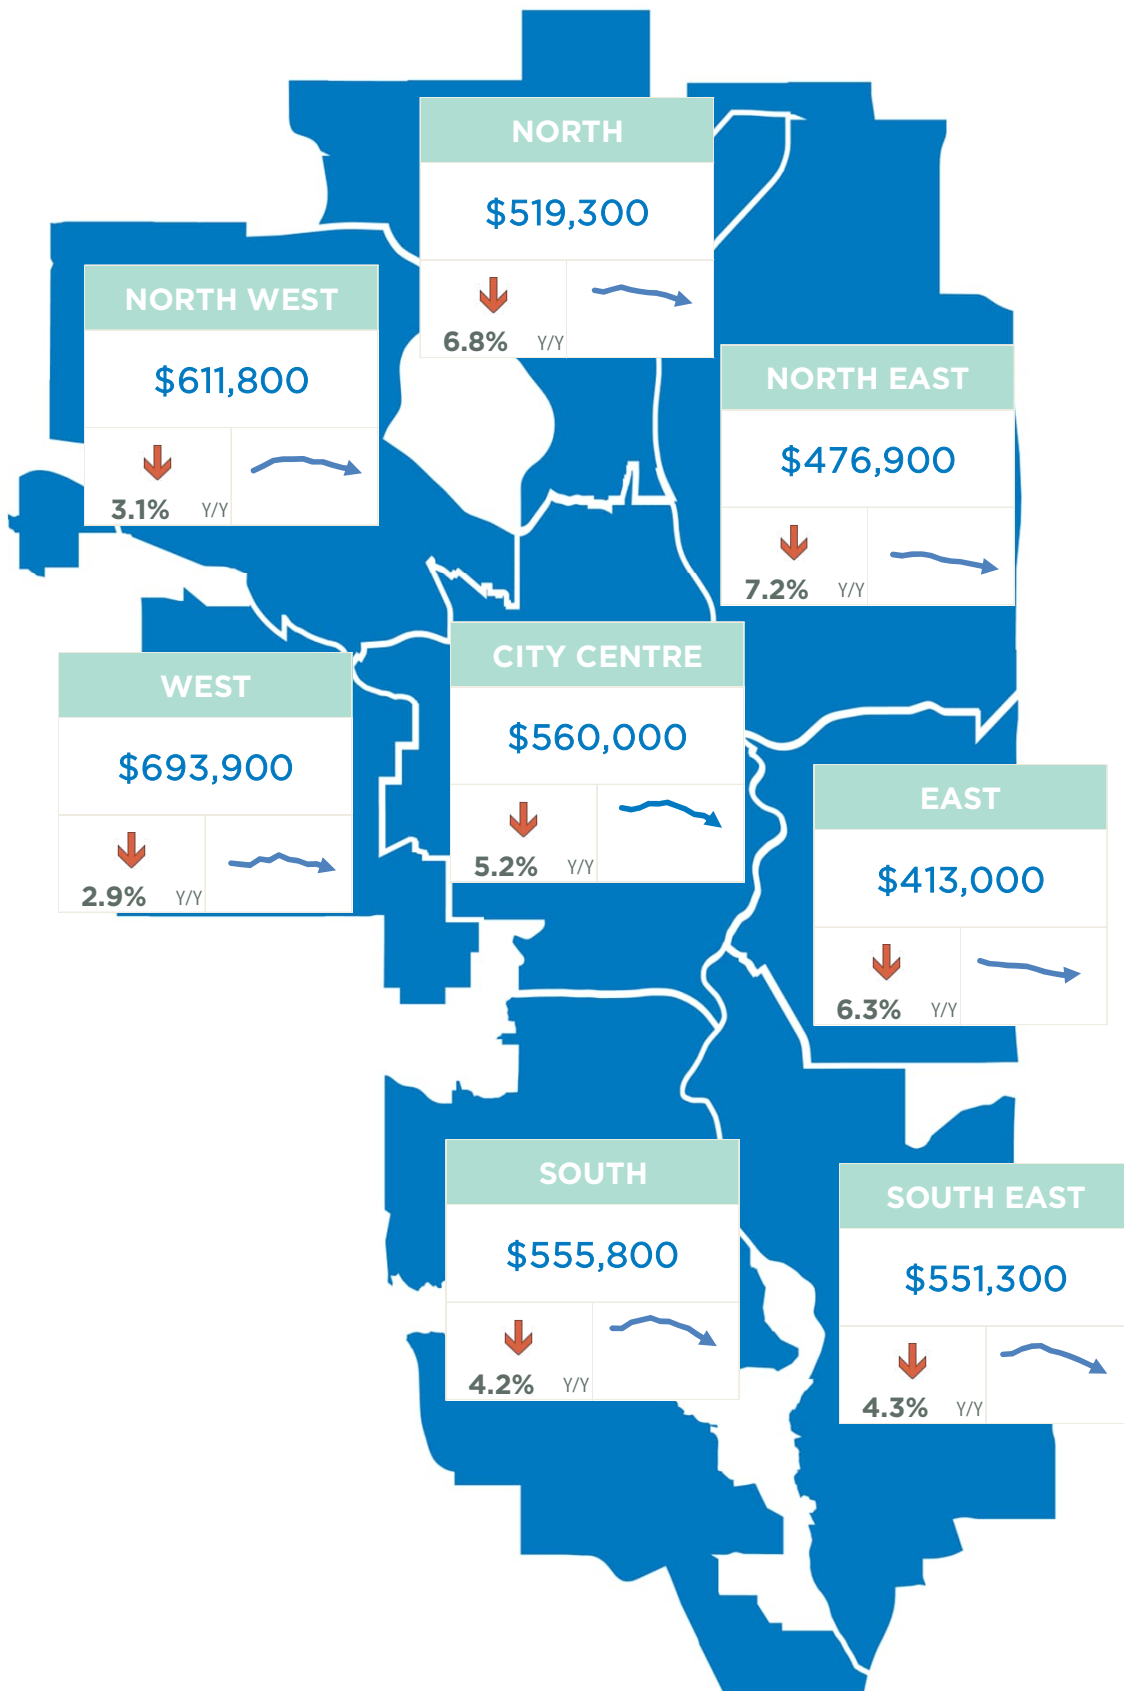 NORTH
$519,300
6.8% Y/Y
NORTH WEST
$611,800
3.1% Y/Y
NORTH EAST
$476,900
7.2% Y/Y
CITY CENTRE
$560,000
5.2% Y/Y
WEST
$693,900
2.9% Y/Y
EAST
$413,000
6.3% Y/Y
SOUTH
$555,800
4.2% Y/Y
SOUTH EAST
$551,300
4.3% Y/Y